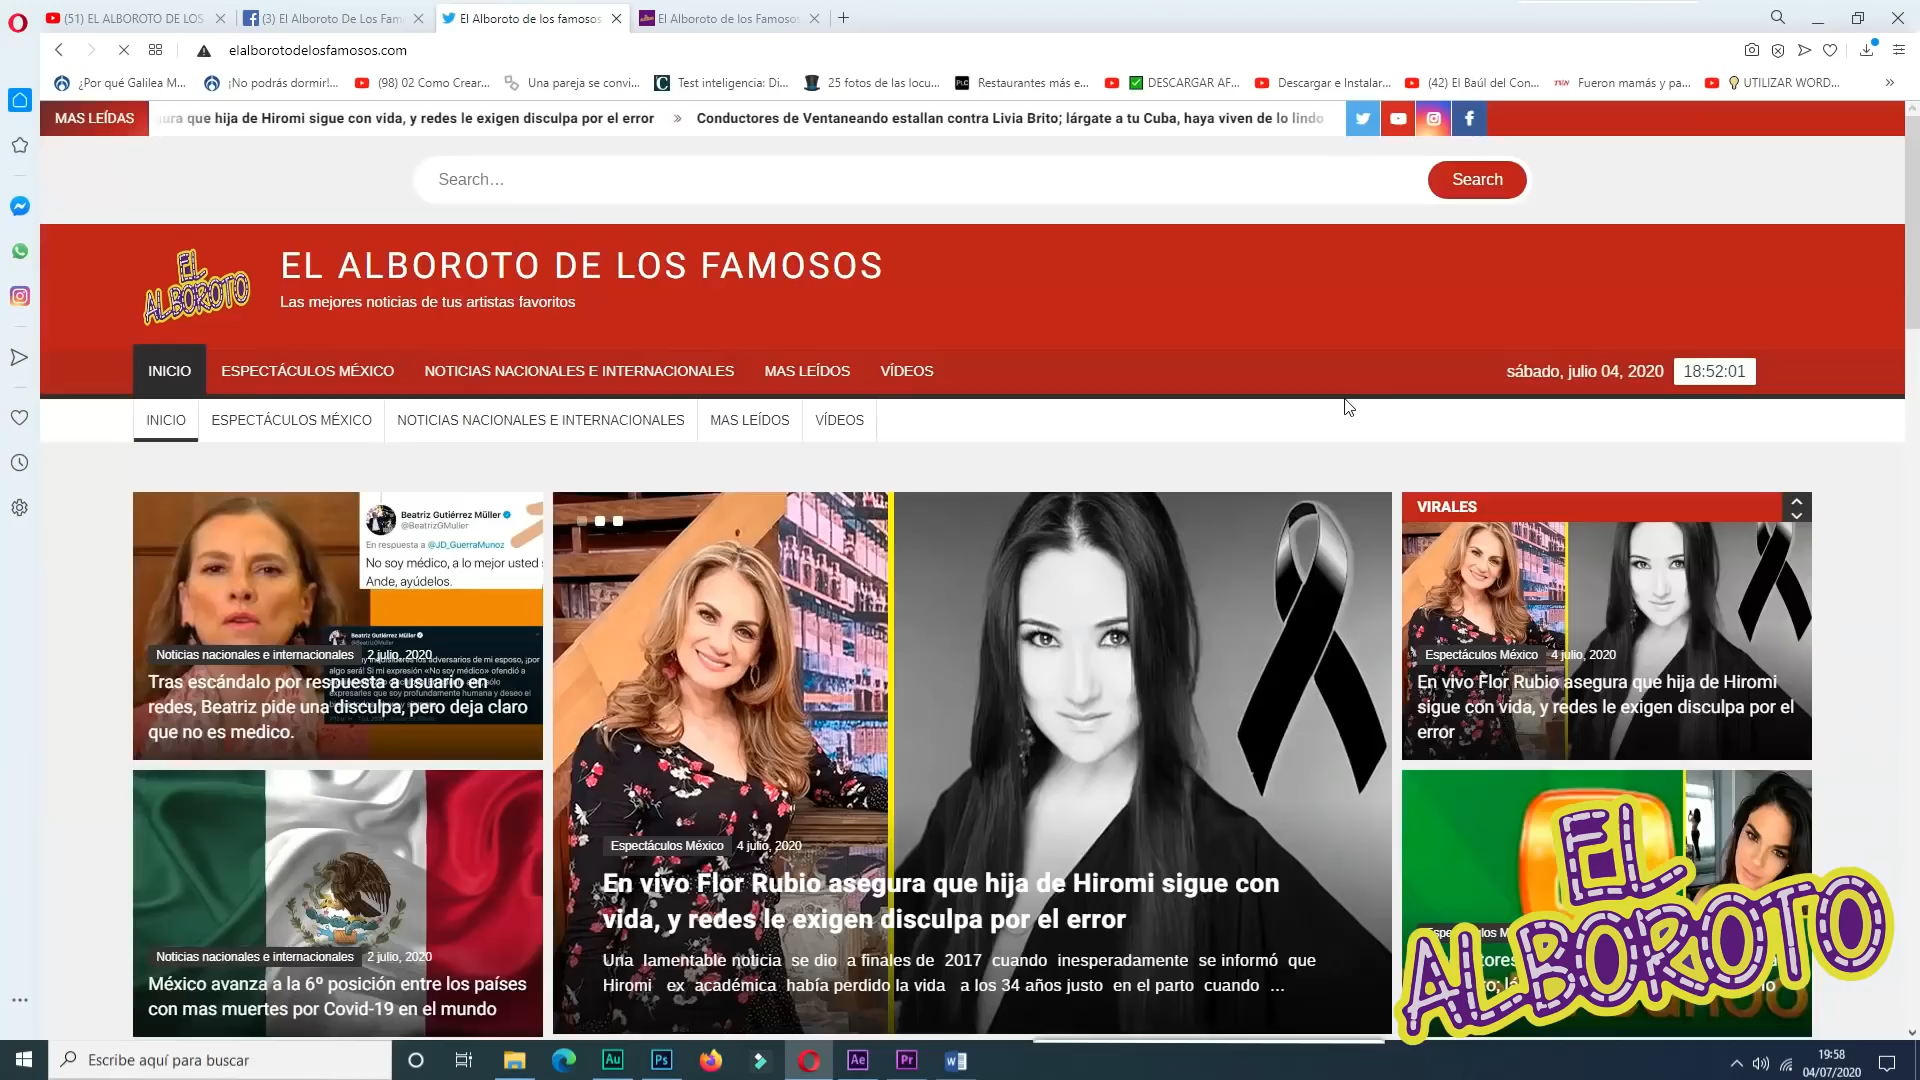 (51) EL ALBOROTO DE LOS
(3) El Alboroto De Los Fam
El Alboroto de los famosos
El Alboroto de los Famosos
elalborotodelosfamosos.com
¿Por qué Galilea M...
¡No podrás dormir!...
(98) 02 Como Crear...
Una pareja se convi...
Test inteligencia: Di...
25 fotos de las locu...
Restaurantes más e...
DESCARGAR AF...
Descargar e Instalar...
(42) El Baúl del Con...
Fueron mamás y pa...
UTILIZAR WORD...
MAS LEÍDAS
ura que hija de Hiromi sigue con vida, y redes le exigen disculpa por el error » Conductores de Ventaneando estallan contra Livia Brito; lárgate a tu Cuba, haya viven de lo lindo
Search…
Search
EL ALBOROTO
EL ALBOROTO DE LOS FAMOSOS
Las mejores noticias de tus artistas favoritos
INICIO ESPECTÁCULOS MÉXICO NOTICIAS NACIONALES E INTERNACIONALES MAS LEÍDOS VÍDEOS
sábado, julio 04, 2020 18:52:01
INICIO ESPECTÁCULOS MÉXICO NOTICIAS NACIONALES E INTERNACIONALES MAS LEÍDOS VÍDEOS
Beatriz Gutiérrez Müller
@BeatrizGMuller
En respuesta a @JD_GuerraMunoz
No soy médico, a lo mejor usted
Ande, ayúdelos.
Beatriz Gutiérrez Müller
Noticias nacionales e internacionales 2 julio, 2020
Tras escándalo por respuesta a usuario en
redes, Beatriz pide una disculpa, pero deja claro
que no es medico.
Noticias nacionales e internacionales 2 julio, 2020
México avanza a la 6º posición entre los países
con mas muertes por Covid-19 en el mundo
Espectáculos México 4 julio, 2020
En vivo Flor Rubio asegura que hija de Hiromi sigue con
vida, y redes le exigen disculpa por el error
Una lamentable noticia se dio a finales de 2017 cuando inesperadamente se informó que
Hiromi ex académica había perdido la vida a los 34 años justo en el parto cuando …
VIRALES
Espectáculos México 4 julio, 2020
En vivo Flor Rubio asegura que hija de Hiromi
sigue con vida, y redes le exigen disculpa por el
error
EL
ALBOROTO
Escribe aquí para buscar
Au
Ps
Ae
Pr
19:58
04/07/2020